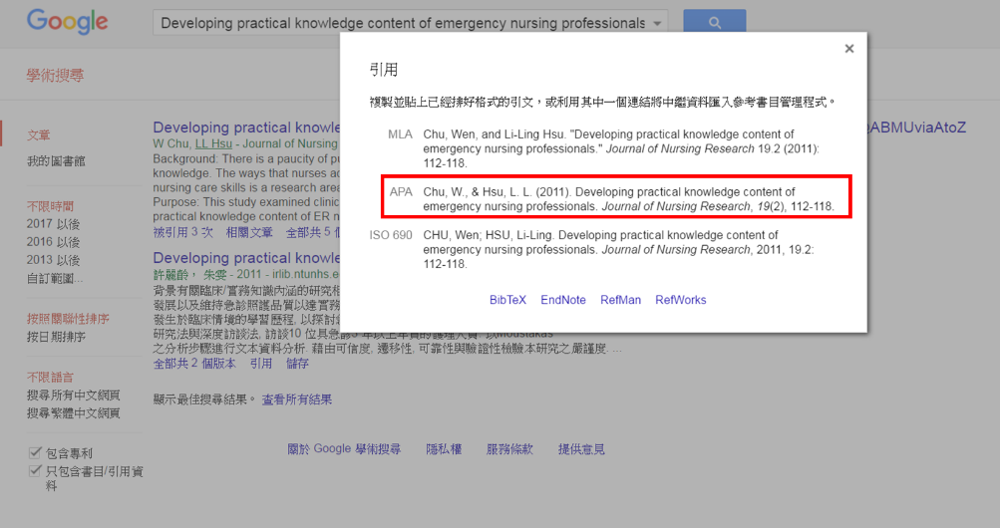 Google
Developing practical knowledge content of emergency nursing professionals
學術搜尋
文章
我的圖書館
不限時間
2017 以後
2016 以後
2013 以後
自訂範圍...
按照關聯性排序
按日期排序
不限語言
搜尋所有中文網頁
搜尋繁體中文網頁
包含專利
只包含書目/引用資
料
Developing practical knowle
ABMUviaAtoZ
W Chu, LL Hsu - Journal of Nursing
Background: There is a paucity of
knowledge. The ways that nurses
nursing care skills is a research area
Purpose: This study examined clinic
practical knowledge content of ER n
被引用 3 次 相關文章 全部共 5 個
Developing practical knowle
許麗齡, 朱雯 - 2011 - irlib.ntunhs.e
背景有關臨床/實務知識內涵的研究
發展以及維持急診照護品質以達實務
發生於臨床情境的學習歷程, 以探討
研究法與深度訪談法, 訪談10 位具急診3 年以上年資的護理人員. 以Moustakas
之分析步驟進行文本資料分析. 藉由可信度, 遷移性, 可靠性與驗證性檢驗本研究之嚴謹度. ...
全部共 2 個版本 引用 儲存
顯示最佳搜尋結果。 查看所有結果
關於 Google 學術搜尋 隱私權 服務條款 提供意見
×
引用
複製並貼上已經排好格式的引文，或利用其中一個連結將中繼資料匯入參考書目管理程式。
MLA Chu, Wen, and Li-Ling Hsu. "Developing practical knowledge content of
emergency nursing professionals." Journal of Nursing Research 19.2 (2011):
112-118.
APA Chu, W., & Hsu, L. L. (2011). Developing practical knowledge content of
emergency nursing professionals. Journal of Nursing Research, 19(2), 112-118.
ISO 690 CHU, Wen; HSU, Li-Ling. Developing practical knowledge content of
emergency nursing professionals. Journal of Nursing Research, 2011, 19.2:
112-118.
BibTeX EndNote RefMan RefWorks